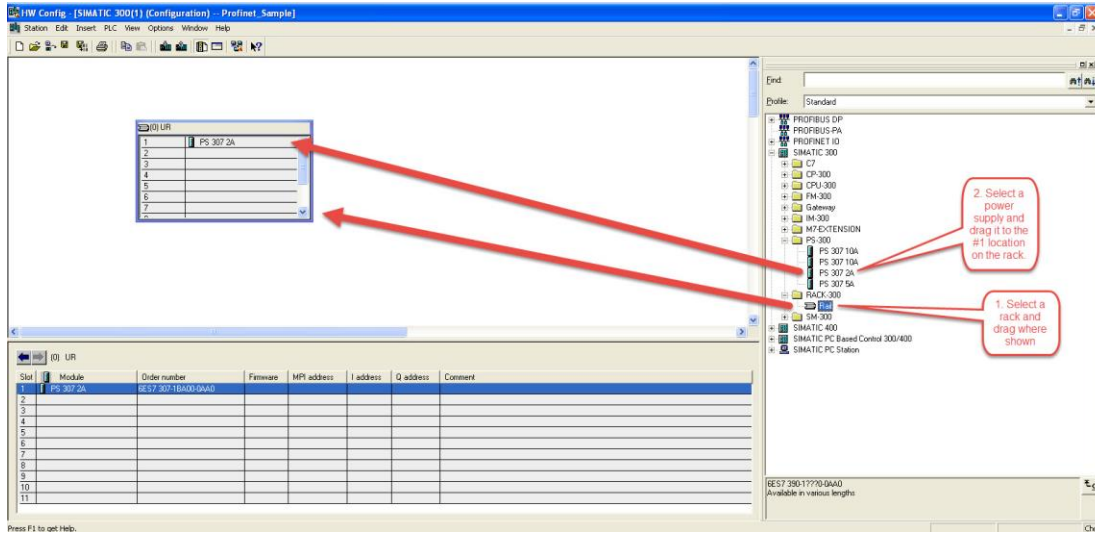 HW Config - [SIMATIC 300(1) (Configuration) -- Profinet_Sample]
Station Edit Insert PLC View Options Window Help
(0) UR
1 PS 307 2A
2
3
4
5
6
7
Find:
Profile: Standard
PROFIBUS DP
PROFIBUS-PA
PROFINET IO
SIMATIC 300
C7
CP-300
CPU-300
FM-300
Gateway
IM-300
M7-EXTENSION
PS-300
PS 307 10A
PS 307 10A
PS 307 2A
PS 307 5A
RACK-300
Rail
SM-300
SIMATIC 400
SIMATIC PC Based Control 300/400
SIMATIC PC Station
2. Select a
power
supply and
drag it to the
#1 location
on the rack.
1. Select a
rack and
drag where
shown
(0) UR
Slot Module Order number Firmware MPI address I address Q address Comment
1 PS 307 2A 6ES7 307-1BA00-0AA0
2
3
4
5
6
7
8
9
10
11
6ES7 390-1???0-0AA0
Available in various lengths
Press F1 to get Help.